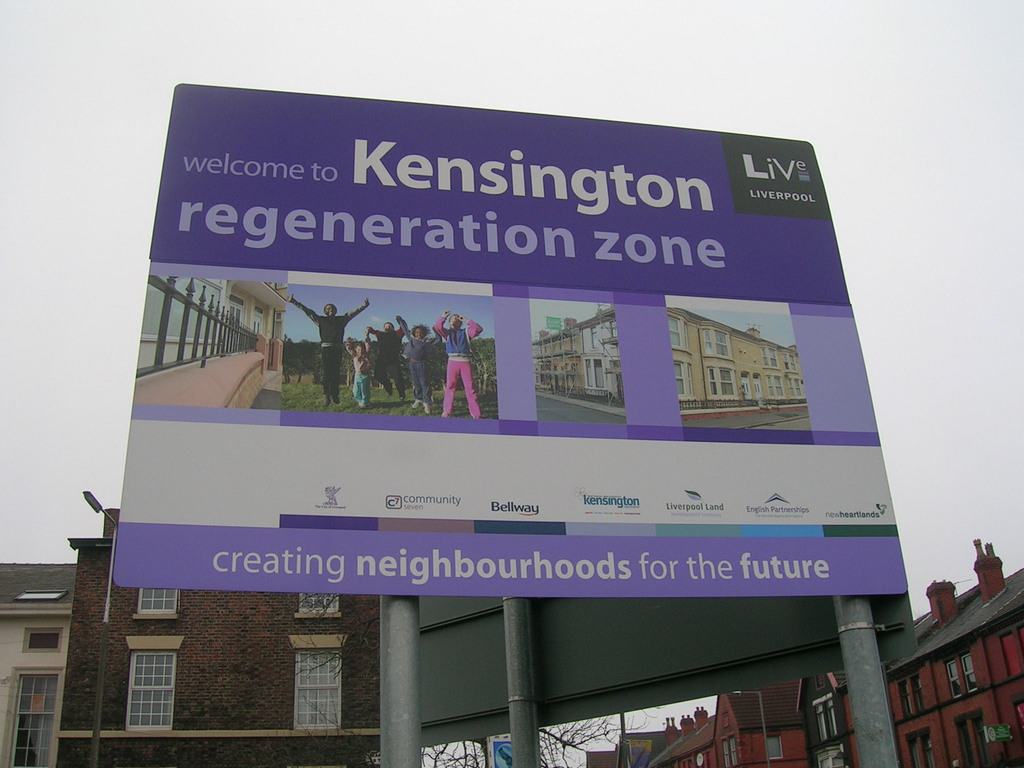 welcome to Kensington
regeneration zone
LiVe
LIVERPOOL
community
seven
Bellway
kensington
Liverpool Land
English Partnerships
newheartlands
creating neighbourhoods for the future